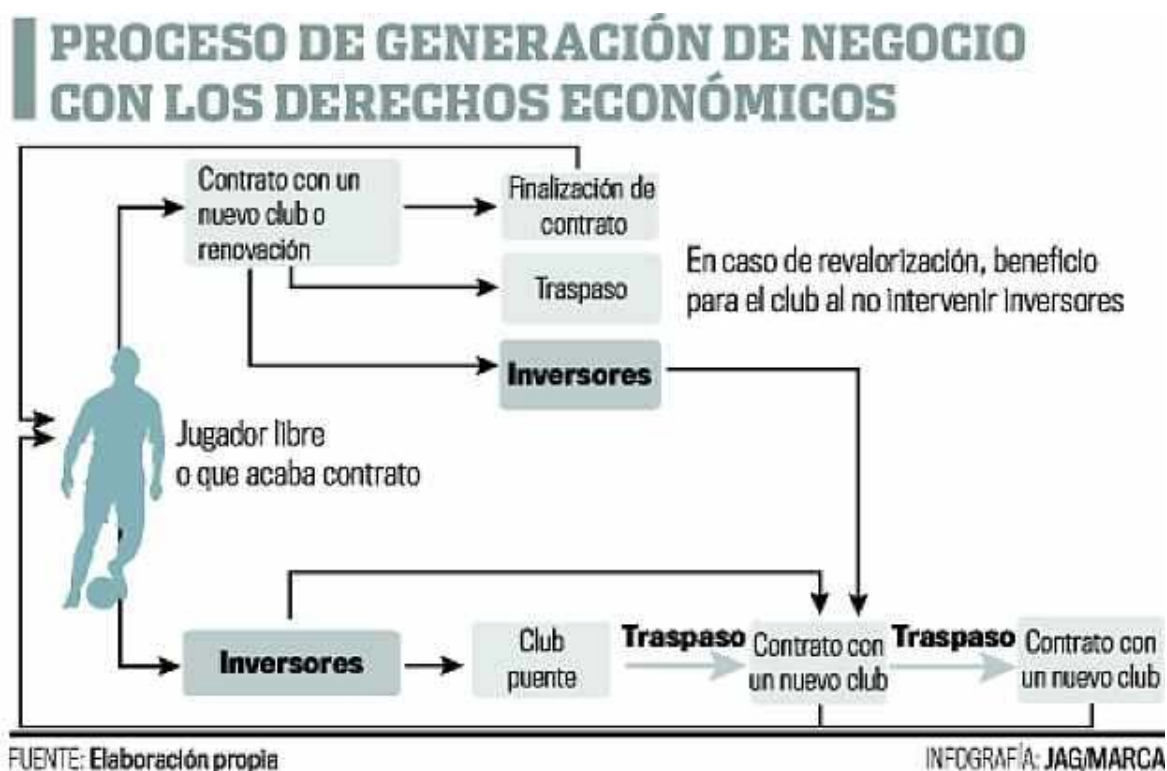 PROCESO DE GENERACIÓN DE NEGOCIO
CON LOS DERECHOS ECONÓMICOS
Contrato con un
nuevo club o
renovación
Finalización de
contrato
Traspaso
En caso de revalorización, beneficio
para el club al no intervenir inversores
Inversores
Jugador libre
o que acaba contrato
Inversores
Club
puente
Traspaso
Contrato con
un nuevo club
Traspaso
Contrato con
un nuevo club
FUENTE: Elaboración propia
INFOGRAFÍA: JAG/MARCA